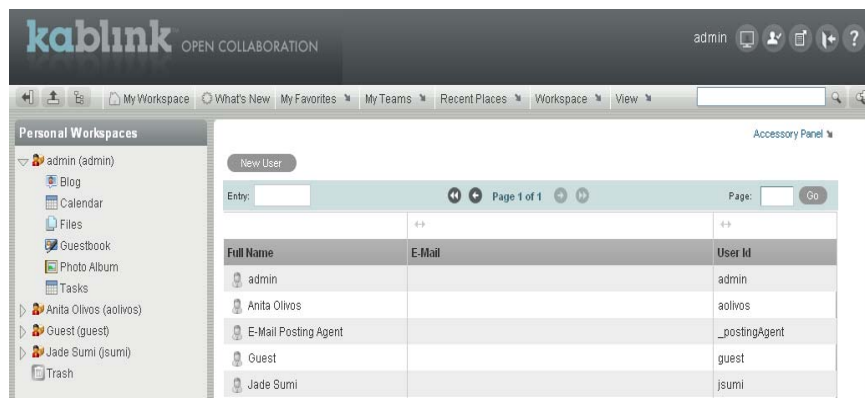 kablink OPEN COLLABORATION
admin ?
My Workspace What's New My Favorites My Teams Recent Places Workspace View
Personal Workspaces
admin (admin)
Blog
Calendar
Files
Guestbook
Photo Album
Tasks
Anita Olivos (aolivos)
Guest (guest)
Jade Sumi (jsumi)
Trash
Accessory Panel
New User
Entry: Page 1 of 1 Page: Go
Full Name E-Mail User Id
admin admin
Anita Olivos aolivos
E-Mail Posting Agent _postingAgent
Guest guest
Jade Sumi jsumi